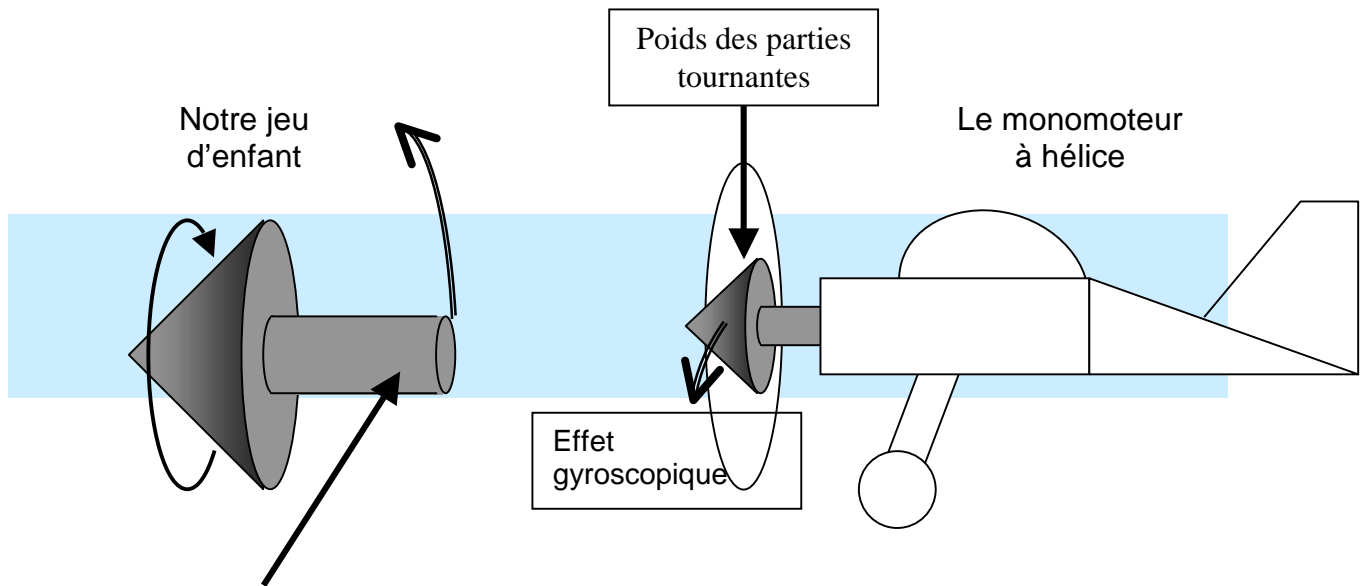 Poids des parties
tournantes
Notre jeu
d'enfant
Le monomoteur
à hélice
Effet
gyroscopique